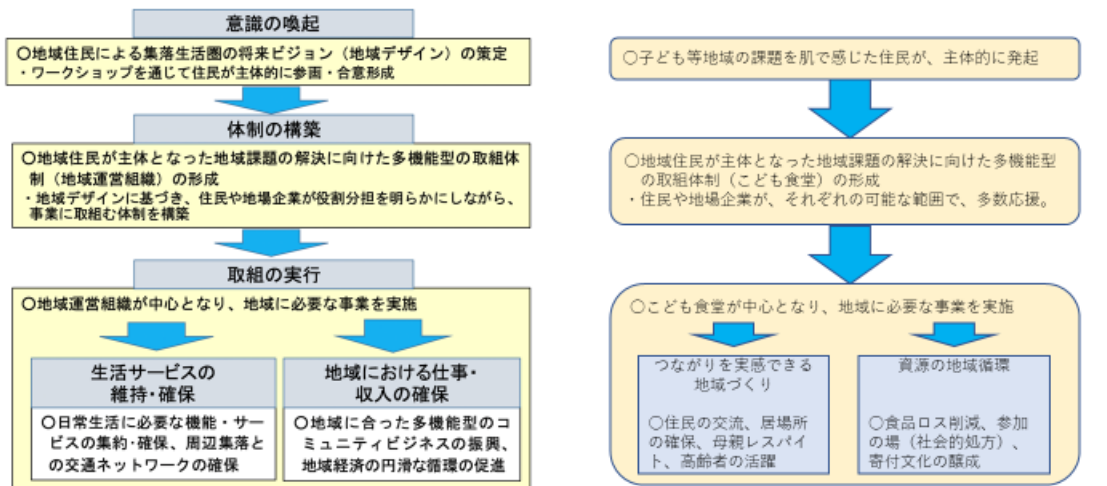 意識の喚起
〇地域住民による集落生活圏の将来ビジョン（地域デザイン）の策定
・ワークショップを通じて住民が主体的に参画・合意形成
体制の構築
〇地域住民が主体となった地域課題の解決に向けた多機能型の取組体
制（地域運営組織）の形成
・地域デザインに基づき、住民や地場企業が役割分担を明らかにしながら、
事業に取組む体制を構築
取組の実行
〇地域運営組織が中心となり、地域に必要な事業を実施
生活サービスの
維持・確保
〇日常生活に必要な機能・サー
ビスの集約・確保、周辺集落と
の交通ネットワークの確保
地域における仕事・
収入の確保
〇地域に合った多機能型のコ
ミュニティビジネスの振興、
地域経済の円滑な循環の促進
〇子ども等地域の課題を肌で感じた住民が、主体的に発起
〇地域住民が主体となった地域課題の解決に向けた多機能型
の取組体制（こども食堂）の形成
・住民や地場企業が、それぞれの可能な範囲で、多数応援。
〇こども食堂が中心となり、地域に必要な事業を実施
つながりを実感できる
地域づくり
〇住民の交流、居場所
の確保、母親レスパイ
ト、高齢者の活躍
資源の地域循環
〇食品ロス削減、参加
の場（社会的処方）、
寄付文化の醸成